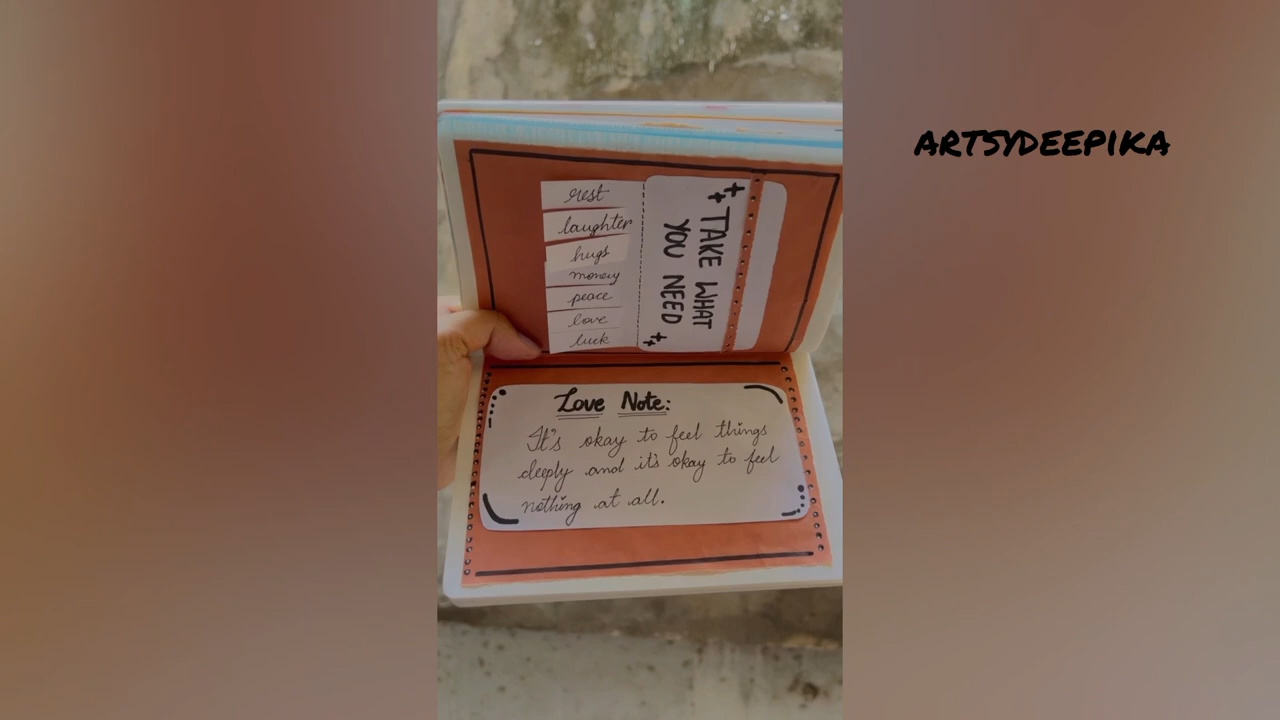 ARTSYDEEPIKA
rest
laughter
hugs
money
peace
love
luck
TAKE WHAT
YOU NEED
Love Note:
It's okay to feel things
deeply and it's okay to feel
nothing at all.